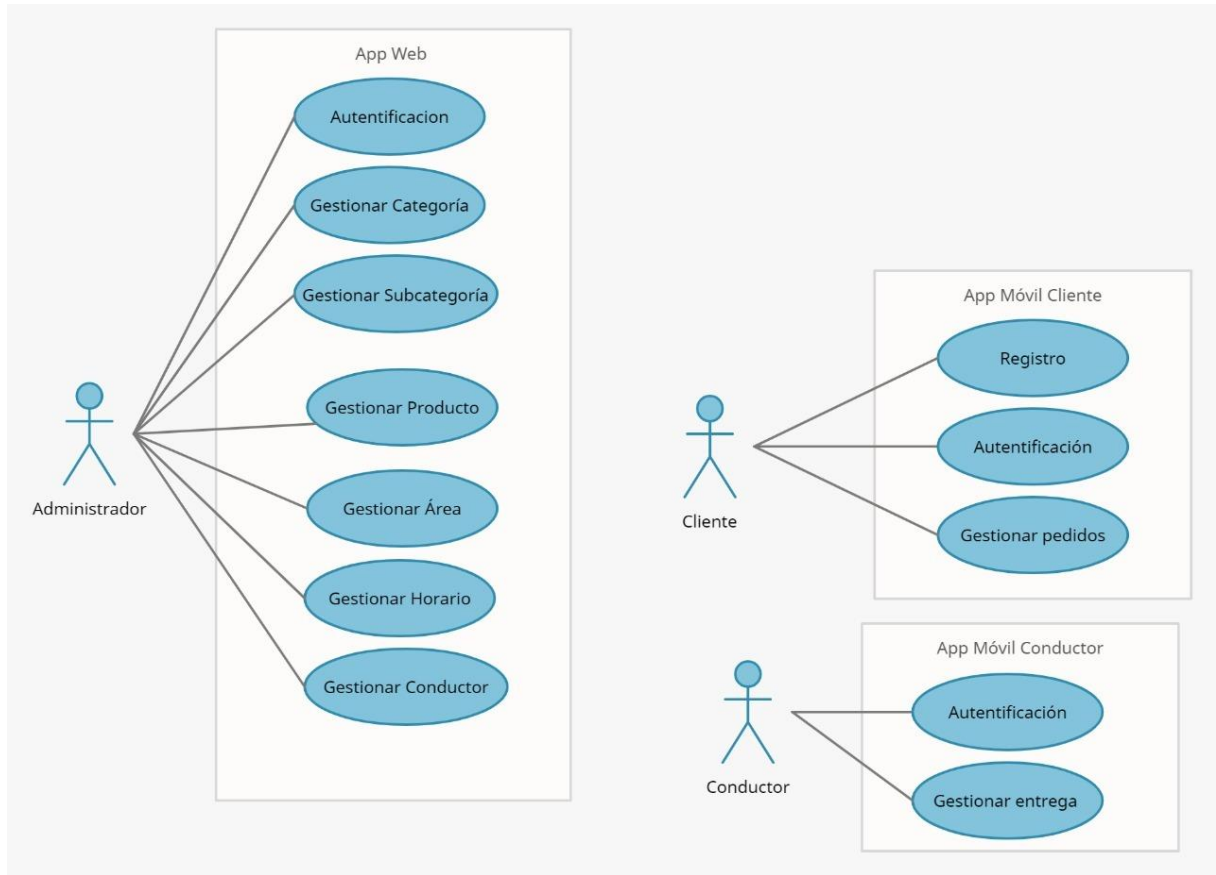 App Web
Autentificacion
Gestionar Categoría
Gestionar Subcategoría
Gestionar Producto
Gestionar Área
Gestionar Horario
Gestionar Conductor
Administrador
App Móvil Cliente
Registro
Autentificación
Gestionar pedidos
Cliente
App Móvil Conductor
Autentificación
Gestionar entrega
Conductor